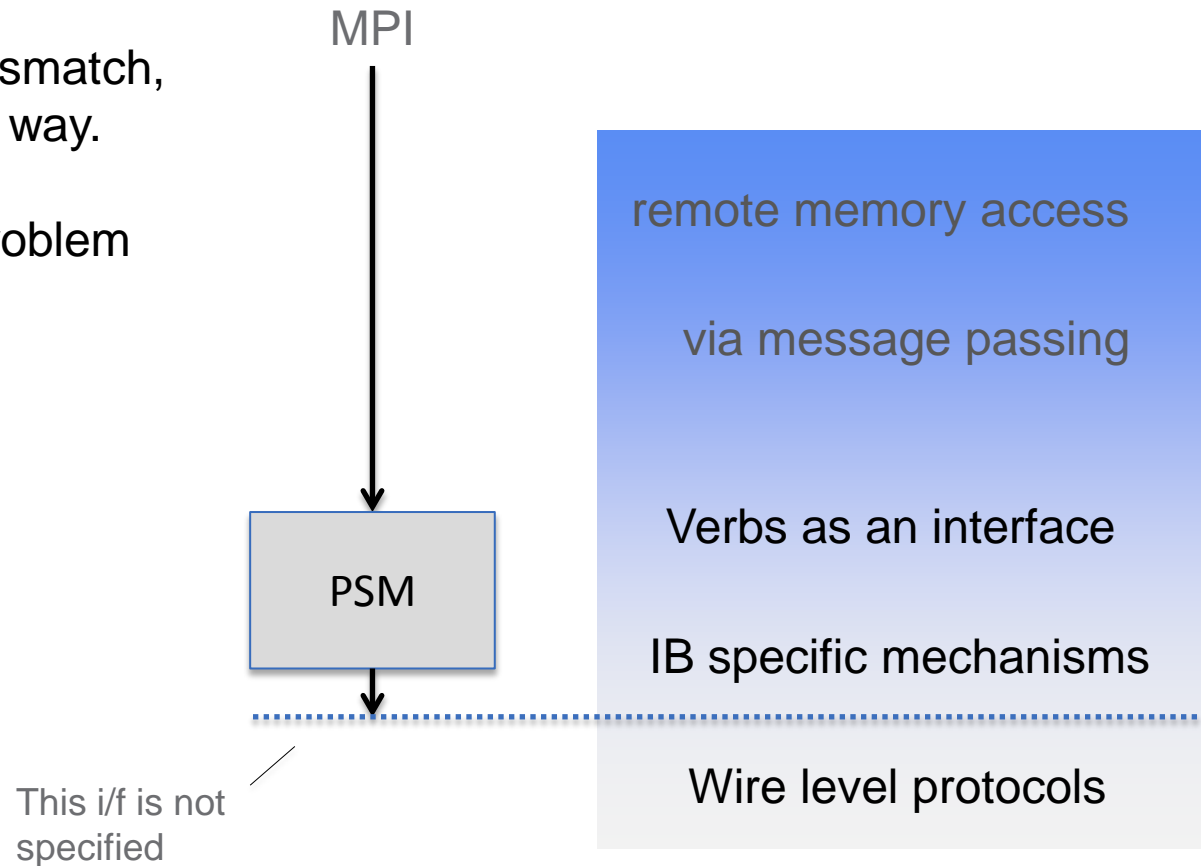 smatch,
way.
roblem
MPI
remote memory access
via message passing
Verbs as an interface
PSM
IB specific mechanisms
Wire level protocols
This i/f is not
specified